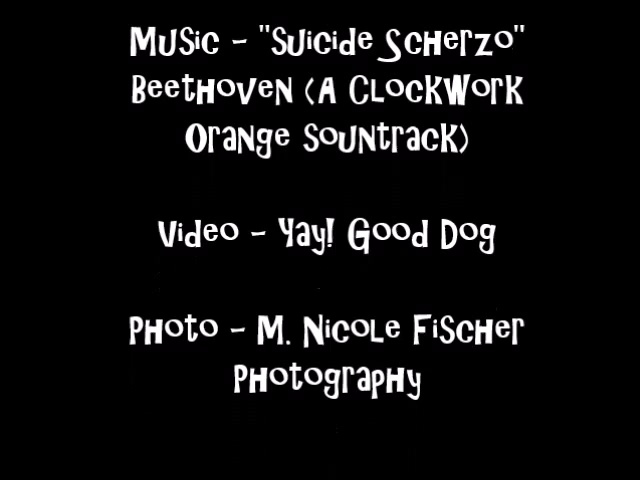 Music - "Suicide Scherzo"
Beethoven (A Clockwork
Orange Sountrack)
Video - Yay! Good Dog
Photo - M. Nicole Fischer
Photography